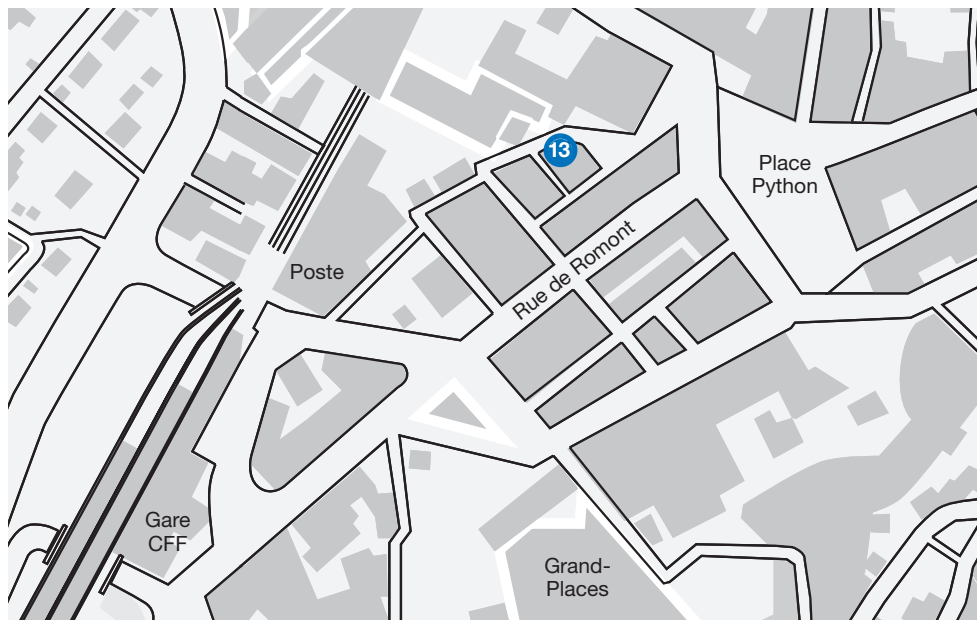 13
Place
Python
Rue de Romont
Poste
Gare
CFF
Grand-
Places